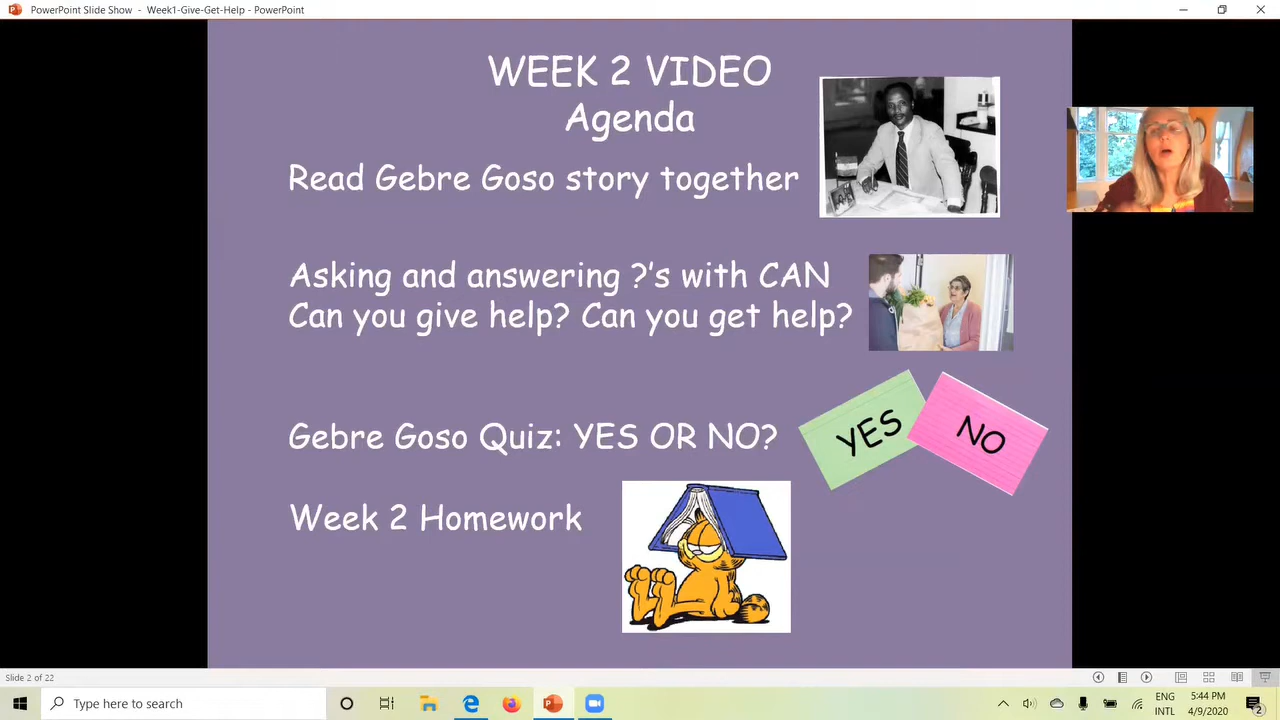 PowerPoint Slide Show - Week1-Give-Get-Help - PowerPoint
WEEK 2 VIDEO
Agenda
Read Gebre Goso story together
Asking and answering ?'s with CAN
Can you give help? Can you get help?
Gebre Goso Quiz: YES OR NO?
YES
NO
Week 2 Homework
Slide 2 of 22
Type here to search
ENG
INTL
5:44 PM
4/9/2020
2